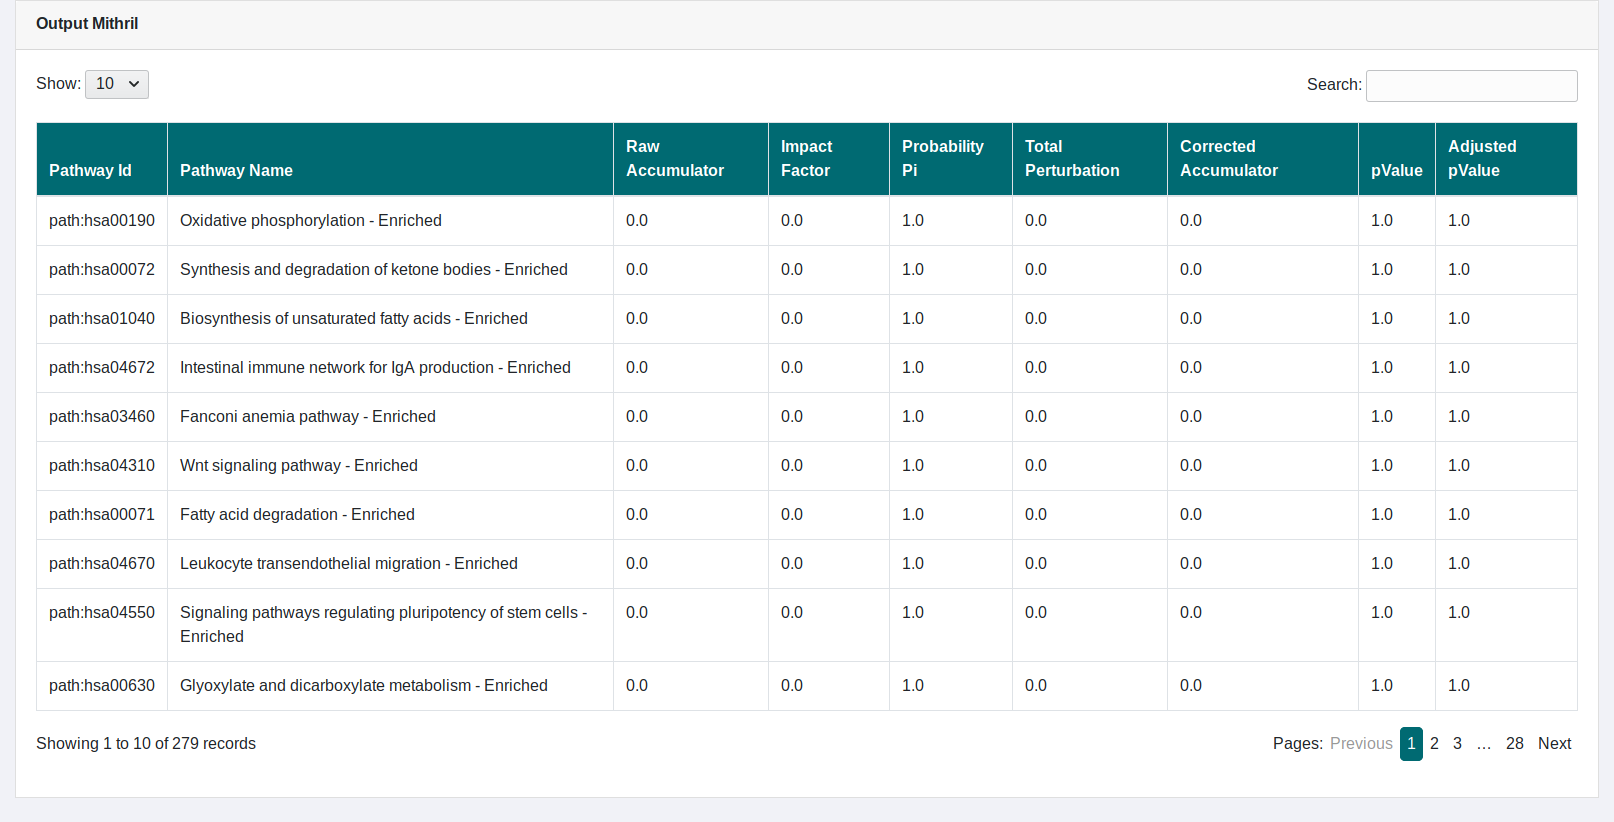 Output Mithril
Show: 10
Search:
Pathway Id Pathway Name Raw Accumulator Impact Factor Probability Pi Total Perturbation Corrected Accumulator pValue Adjusted pValue
path:hsa00190 Oxidative phosphorylation - Enriched 0.0 0.0 1.0 0.0 0.0 1.0 1.0
path:hsa00072 Synthesis and degradation of ketone bodies - Enriched 0.0 0.0 1.0 0.0 0.0 1.0 1.0
path:hsa01040 Biosynthesis of unsaturated fatty acids - Enriched 0.0 0.0 1.0 0.0 0.0 1.0 1.0
path:hsa04672 Intestinal immune network for IgA production - Enriched 0.0 0.0 1.0 0.0 0.0 1.0 1.0
path:hsa03460 Fanconi anemia pathway - Enriched 0.0 0.0 1.0 0.0 0.0 1.0 1.0
path:hsa04310 Wnt signaling pathway - Enriched 0.0 0.0 1.0 0.0 0.0 1.0 1.0
path:hsa00071 Fatty acid degradation - Enriched 0.0 0.0 1.0 0.0 0.0 1.0 1.0
path:hsa04670 Leukocyte transendothelial migration - Enriched 0.0 0.0 1.0 0.0 0.0 1.0 1.0
path:hsa04550 Signaling pathways regulating pluripotency of stem cells - Enriched 0.0 0.0 1.0 0.0 0.0 1.0 1.0
path:hsa00630 Glyoxylate and dicarboxylate metabolism - Enriched 0.0 0.0 1.0 0.0 0.0 1.0 1.0
Showing 1 to 10 of 279 records
Pages: Previous 1 2 3 … 28 Next